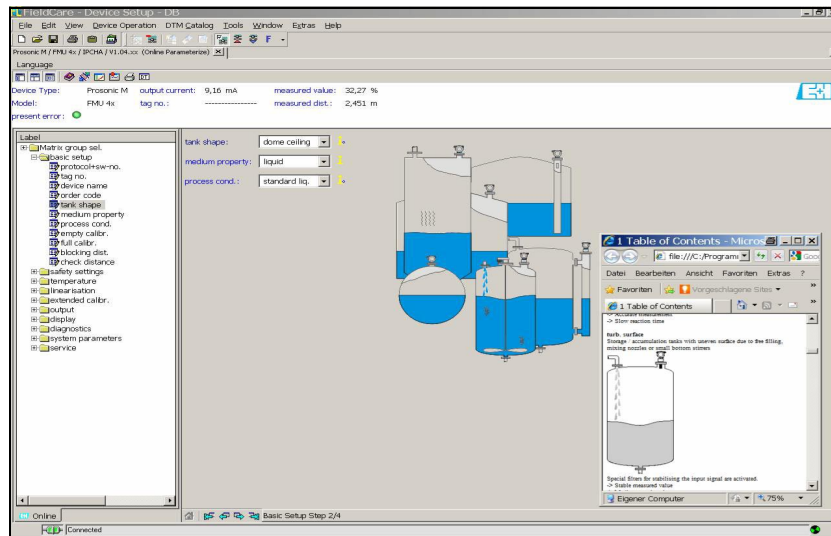 FieldCare - Device Setup - DB
File Edit View Device Operation DTM Catalog Tools Window Extras Help
Prosonic M / FMU 4x / IPCHA / V1.04.xx (Online Parameterize)
Language
Device Type: Prosonic M output current: 9,16 mA measured value: 32,27 %
Model: FMU 4x tag no.: ---------------- measured dist.: 2,451 m
present error:
E+H
Label
Matrix group sel.
basic setup
protocol+sw-no.
tag no.
device name
order code
tank shape
medium property
process cond.
empty calibr.
full calibr.
blocking dist.
check distance
safety settings
temperature
linearisation
extended calibr.
output
display
diagnostics
system parameters
service
tank shape: dome ceiling
medium property: liquid
process cond.: standard liq.
1 Table of Contents - Micros
file:///C:/Programi
Goo
Datei Bearbeiten Ansicht Favoriten Extras ?
Favoriten Vorgeschlagene Sites
1 Table of Contents
-> Accurate measurement
-> Slow reaction time
turb. surface
Storage / accumulation tanks with uneven surface due to free filling,
mixing nozzles or small bottom stirrers
Special filters for stabilising the input signal are activated.
-> Stable measured value
Eigener Computer 75%
Online
Basic Setup Step 2/4
Connected